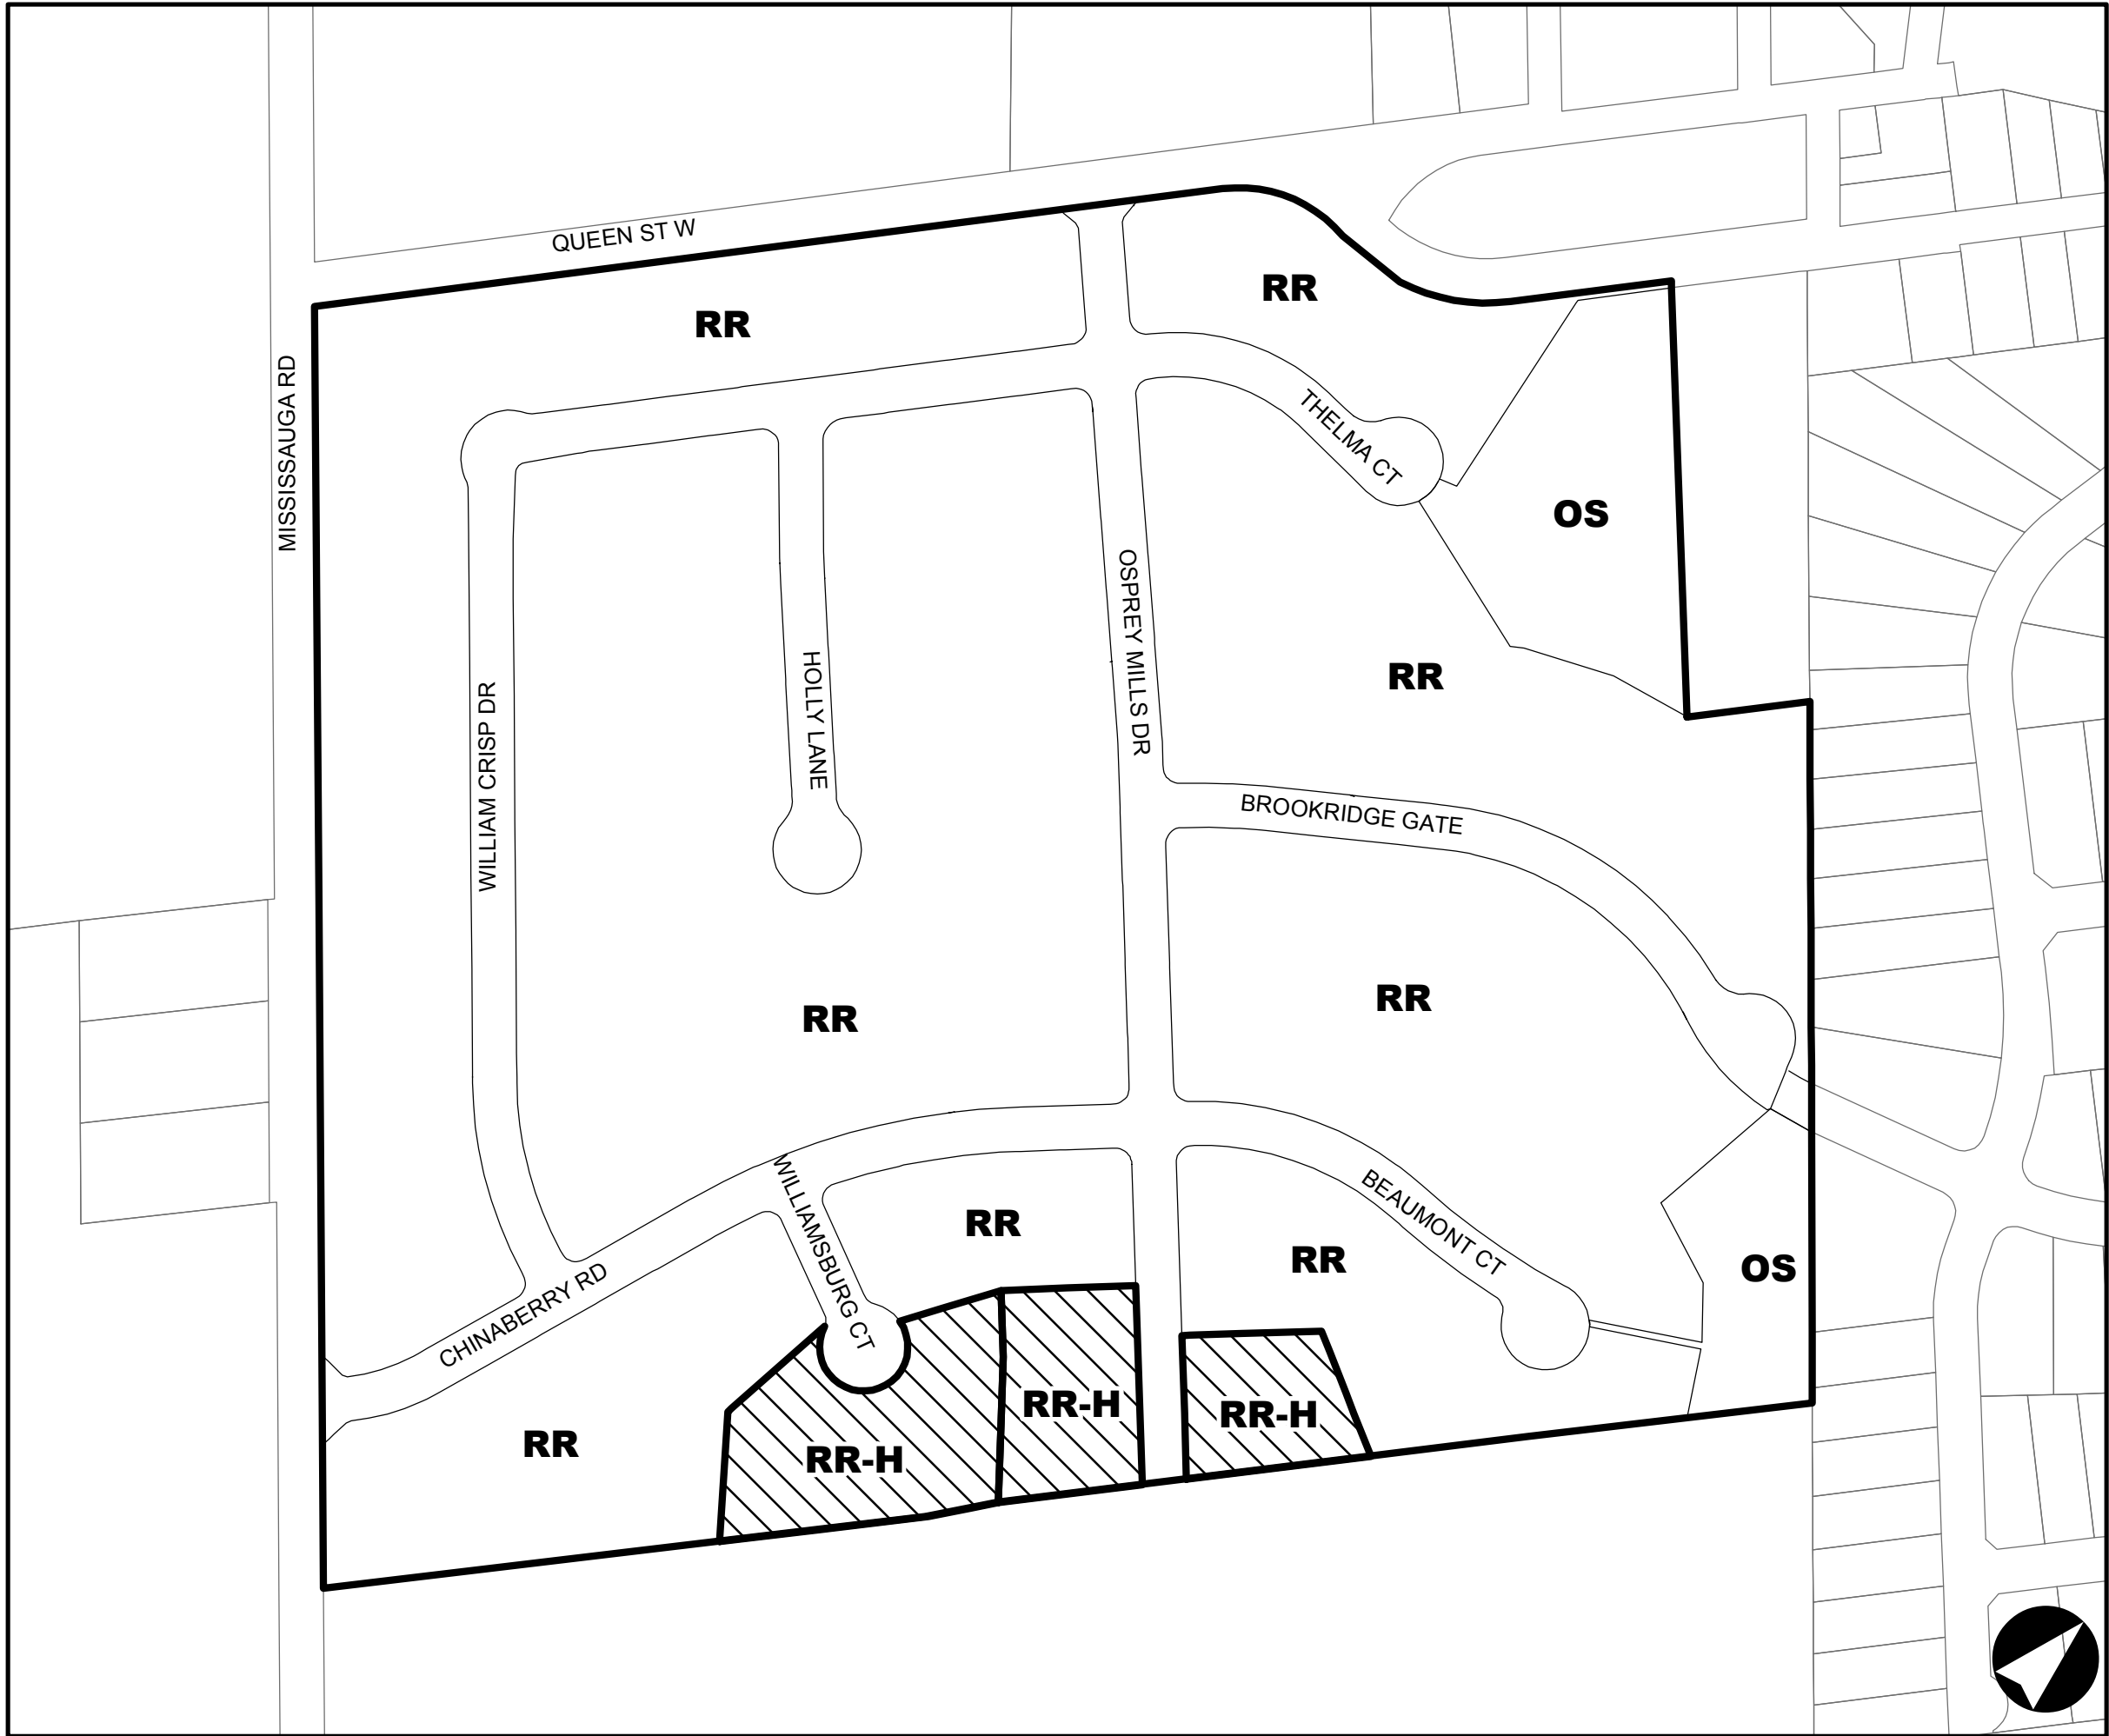 QUEEN ST W
RR
RR
MISSISSAUGA RD
THELMA CT
OS
OSPREY MILLS DR
HOLLY LANE
WILLIAM CRISP DR
RR
BROOKRIDGE GATE
RR
RR
WILLIAMSBURG CT
BEAUMONT CT
RR
RR
OS
CHINABERRY RD
RR-H
RR-H
RR
RR-H